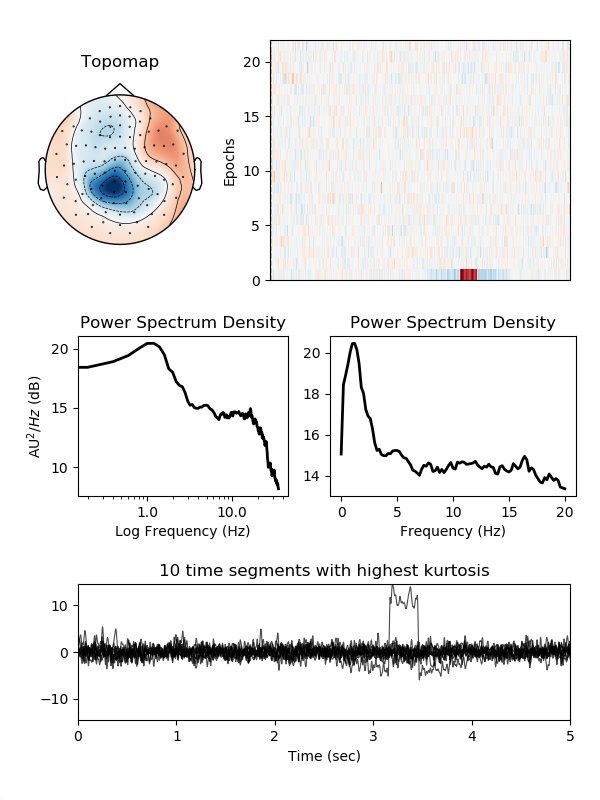 Topomap
Epochs
20
15
10
5
0
Power Spectrum Density
AU²/Hz (dB)
20
15
10
1.0 10.0
Log Frequency (Hz)
Power Spectrum Density
20
18
16
14
0 5 10 15 20
Frequency (Hz)
10 time segments with highest kurtosis
10
0
−10
0 1 2 3 4 5
Time (sec)